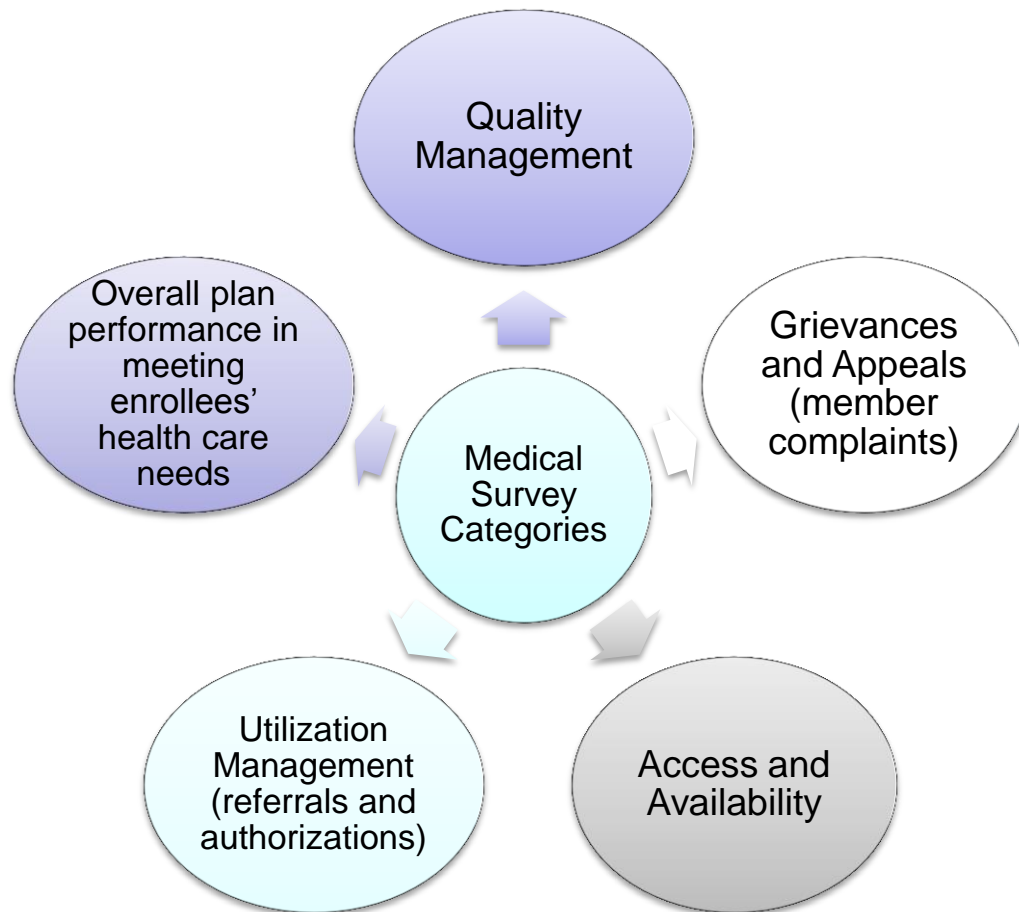 Quality
Management
Overall plan
performance in
meeting
enrollees’
health care
needs
Grievances
and Appeals
(member
complaints)
Medical
Survey
Categories
Utilization
Management
(referrals and
authorizations)
Access and
Availability